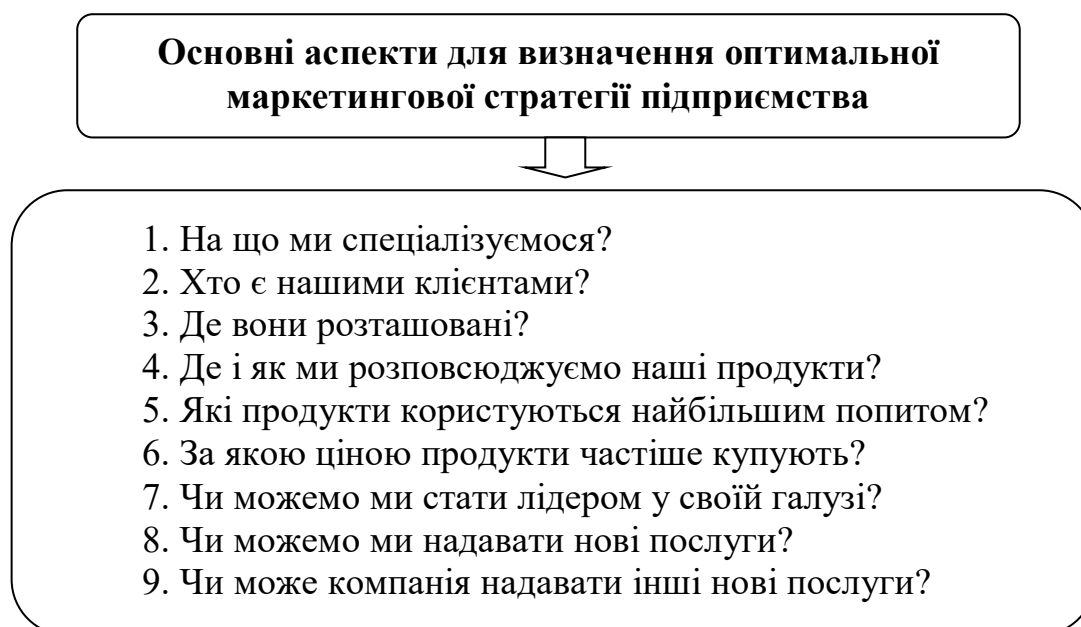 Основні аспекти для визначення оптимальної
маркетингової стратегії підприємства
1. На що ми спеціалізуємося?
2. Хто є нашими клієнтами?
3. Де вони розташовані?
4. Де і як ми розповсюджуємо наші продукти?
5. Які продукти користуються найбільшим попитом?
6. За якою ціною продукти частіше купують?
7. Чи можемо ми стати лідером у своїй галузі?
8. Чи можемо ми надавати нові послуги?
9. Чи може компанія надавати інші нові послуги?